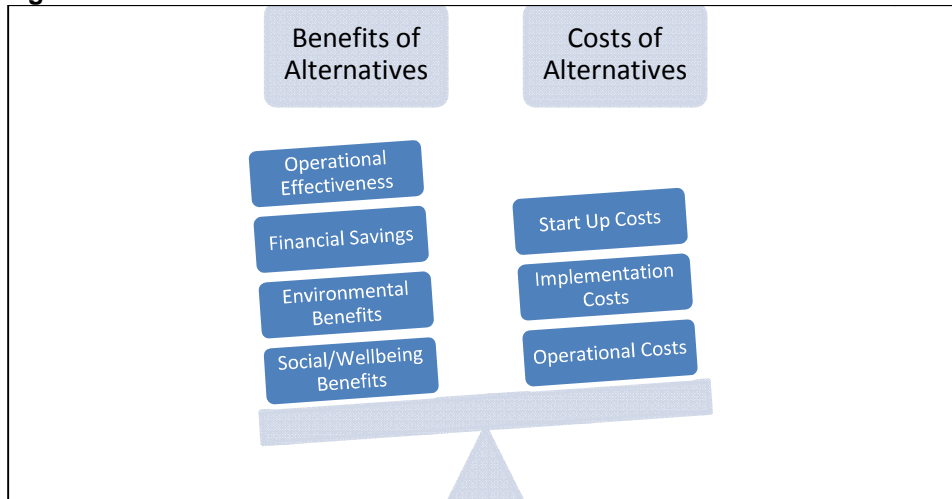 Benefits of
Alternatives
Costs of
Alternatives
Operational
Effectiveness
Financial Savings
Environmental
Benefits
Social/Wellbeing
Benefits
Start Up Costs
Implementation
Costs
Operational Costs